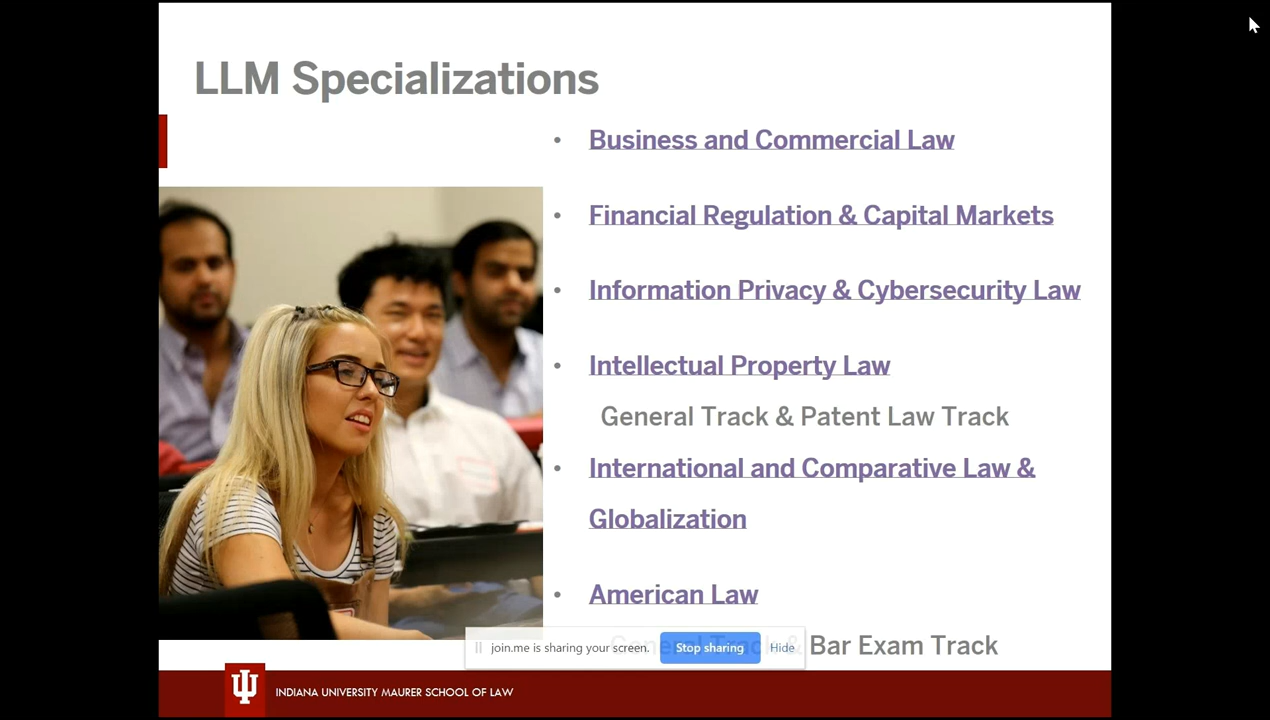 LLM Specializations
• Business and Commercial Law
• Financial Regulation & Capital Markets
• Information Privacy & Cybersecurity Law
• Intellectual Property Law
General Track & Patent Law Track
• International and Comparative Law &
Globalization
• American Law
General Track & Bar Exam Track
join.me is sharing your screen. Stop sharing Hide
INDIANA UNIVERSITY MAURER SCHOOL OF LAW